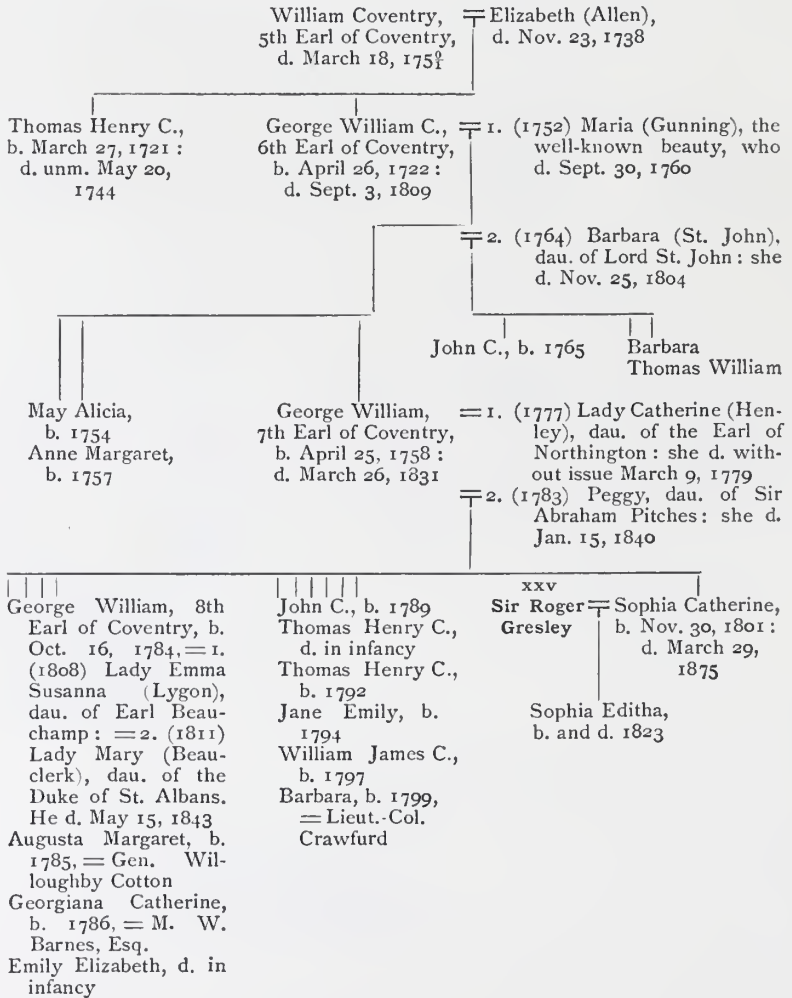 William Coventry,
5th Earl of Coventry,
d. March 18, 175⁰⁄₁
Elizabeth (Allen),
d. Nov. 23, 1738
Thomas Henry C.,
b. March 27, 1721 :
d. unm. May 20,
1744
George William C.,
6th Earl of Coventry,
b. April 26, 1722 :
d. Sept. 3, 1809
1. (1752) Maria (Gunning), the
well-known beauty, who
d. Sept. 30, 1760
2. (1764) Barbara (St. John),
dau. of Lord St. John : she
d. Nov. 25, 1804
John C., b. 1765
Barbara
Thomas William
May Alicia,
b. 1754
Anne Margaret,
b. 1757
George William,
7th Earl of Coventry,
b. April 25, 1758 :
d. March 26, 1831
= 1. (1777) Lady Catherine (Hen-
ley), dau. of the Earl of
Northington : she d. with-
out issue March 9, 1779
2. (1783) Peggy, dau. of Sir
Abraham Pitches : she d.
Jan. 15, 1840
George William, 8th
Earl of Coventry, b.
Oct. 16, 1784, = 1.
(1808) Lady Emma
Susanna (Lygon),
dau. of Earl Beau-
champ : = 2. (1811)
Lady Mary (Beau-
clerk), dau. of the
Duke of St. Albans.
He d. May 15, 1843
Augusta Margaret, b.
1785, = Gen. Wil-
loughby Cotton
Georgiana Catherine,
b. 1786, = M. W.
Barnes, Esq.
Emily Elizabeth, d. in
infancy
John C., b. 1789
Thomas Henry C.,
d. in infancy
Thomas Henry C.,
b. 1792
Jane Emily, b.
1794
William James C.,
b. 1797
Barbara, b. 1799,
= Lieut.-Col.
Crawfurd
xxv
Sir Roger
Gresley
Sophia Catherine,
b. Nov. 30, 1801 :
d. March 29,
1875
Sophia Editha,
b. and d. 1823